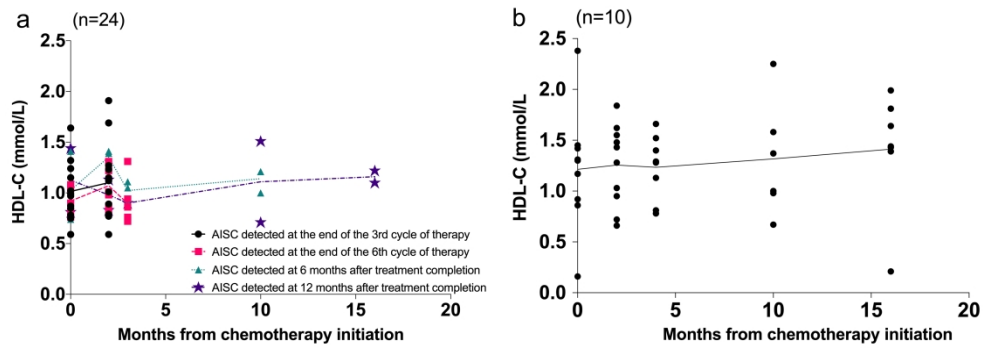 a (n=24)
2.5
2.0
1.5
1.0
0.5
0.0
HDL-C (mmol/L)
0 5 10 15 20
Months from chemotherapy initiation
AISC detected at the end of the 3rd cycle of therapy
AISC detected at the end of the 6th cycle of therapy
AISC detected at 6 months after treatment completion
AISC detected at 12 months after treatment completion
b (n=10)
2.5
2.0
1.5
1.0
0.5
0.0
HDL-C (mmol/L
0 5 10 15 20
Months from chemotherapy initiation